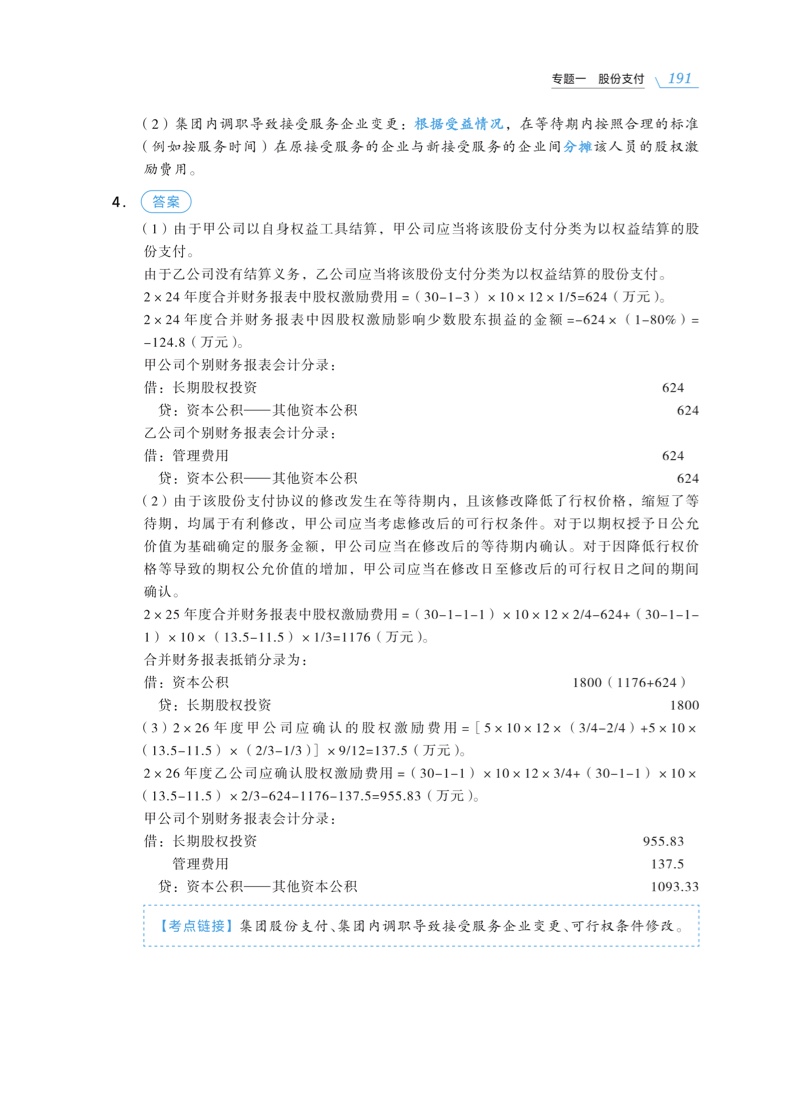 专题一 股份支付 191
（2）集团内调职导致接受服务企业变更：根据受益情况，在等待期内按照合理的标准
（例如按服务时间）在原接受服务的企业与新接受服务的企业间分摊该人员的股权激
励费用。
4. 答案
（1）由于甲公司以自身权益工具结算，甲公司应当将该股份支付分类为以权益结算的股
份支付。
由于乙公司没有结算义务，乙公司应当将该股份支付分类为以权益结算的股份支付。
2×24 年度合并财务报表中股权激励费用 =（30-1-3）×10×12×1/5=624（万元）。
2×24 年度合并财务报表中因股权激励影响少数股东损益的金额 =-624×（1-80%）=
-124.8（万元）。
甲公司个别财务报表会计分录：
借：长期股权投资 624
贷：资本公积——其他资本公积 624
乙公司个别财务报表会计分录：
借：管理费用 624
贷：资本公积——其他资本公积 624
（2）由于该股份支付协议的修改发生在等待期内，且该修改降低了行权价格，缩短了等
待期，均属于有利修改，甲公司应当考虑修改后的可行权条件。对于以期权授予日公允
价值为基础确定的服务金额，甲公司应当在修改后的等待期内确认。对于因降低行权价
格等导致的期权公允价值的增加，甲公司应当在修改日至修改后的可行权日之间的期间
确认。
2×25 年度合并财务报表中股权激励费用 =（30-1-1-1）×10×12×2/4-624+（30-1-1-
1）×10×（13.5-11.5）×1/3=1176（万元）。
合并财务报表抵销分录为：
借：资本公积 1800（1176+624）
贷：长期股权投资 1800
（3）2×26 年度甲公司应确认的股权激励费用=［5×10×12×（3/4-2/4）+5×10×
（13.5-11.5）×（2/3-1/3）］×9/12=137.5（万元）。
2×26 年度乙公司应确认股权激励费用 =（30-1-1）×10×12×3/4+（30-1-1）×10×
（13.5-11.5）×2/3-624-1176-137.5=955.83（万元）。
甲公司个别财务报表会计分录：
借：长期股权投资 955.83
管理费用 137.5
贷：资本公积——其他资本公积 1093.33
【考点链接】集团股份支付、集团内调职导致接受服务企业变更、可行权条件修改。